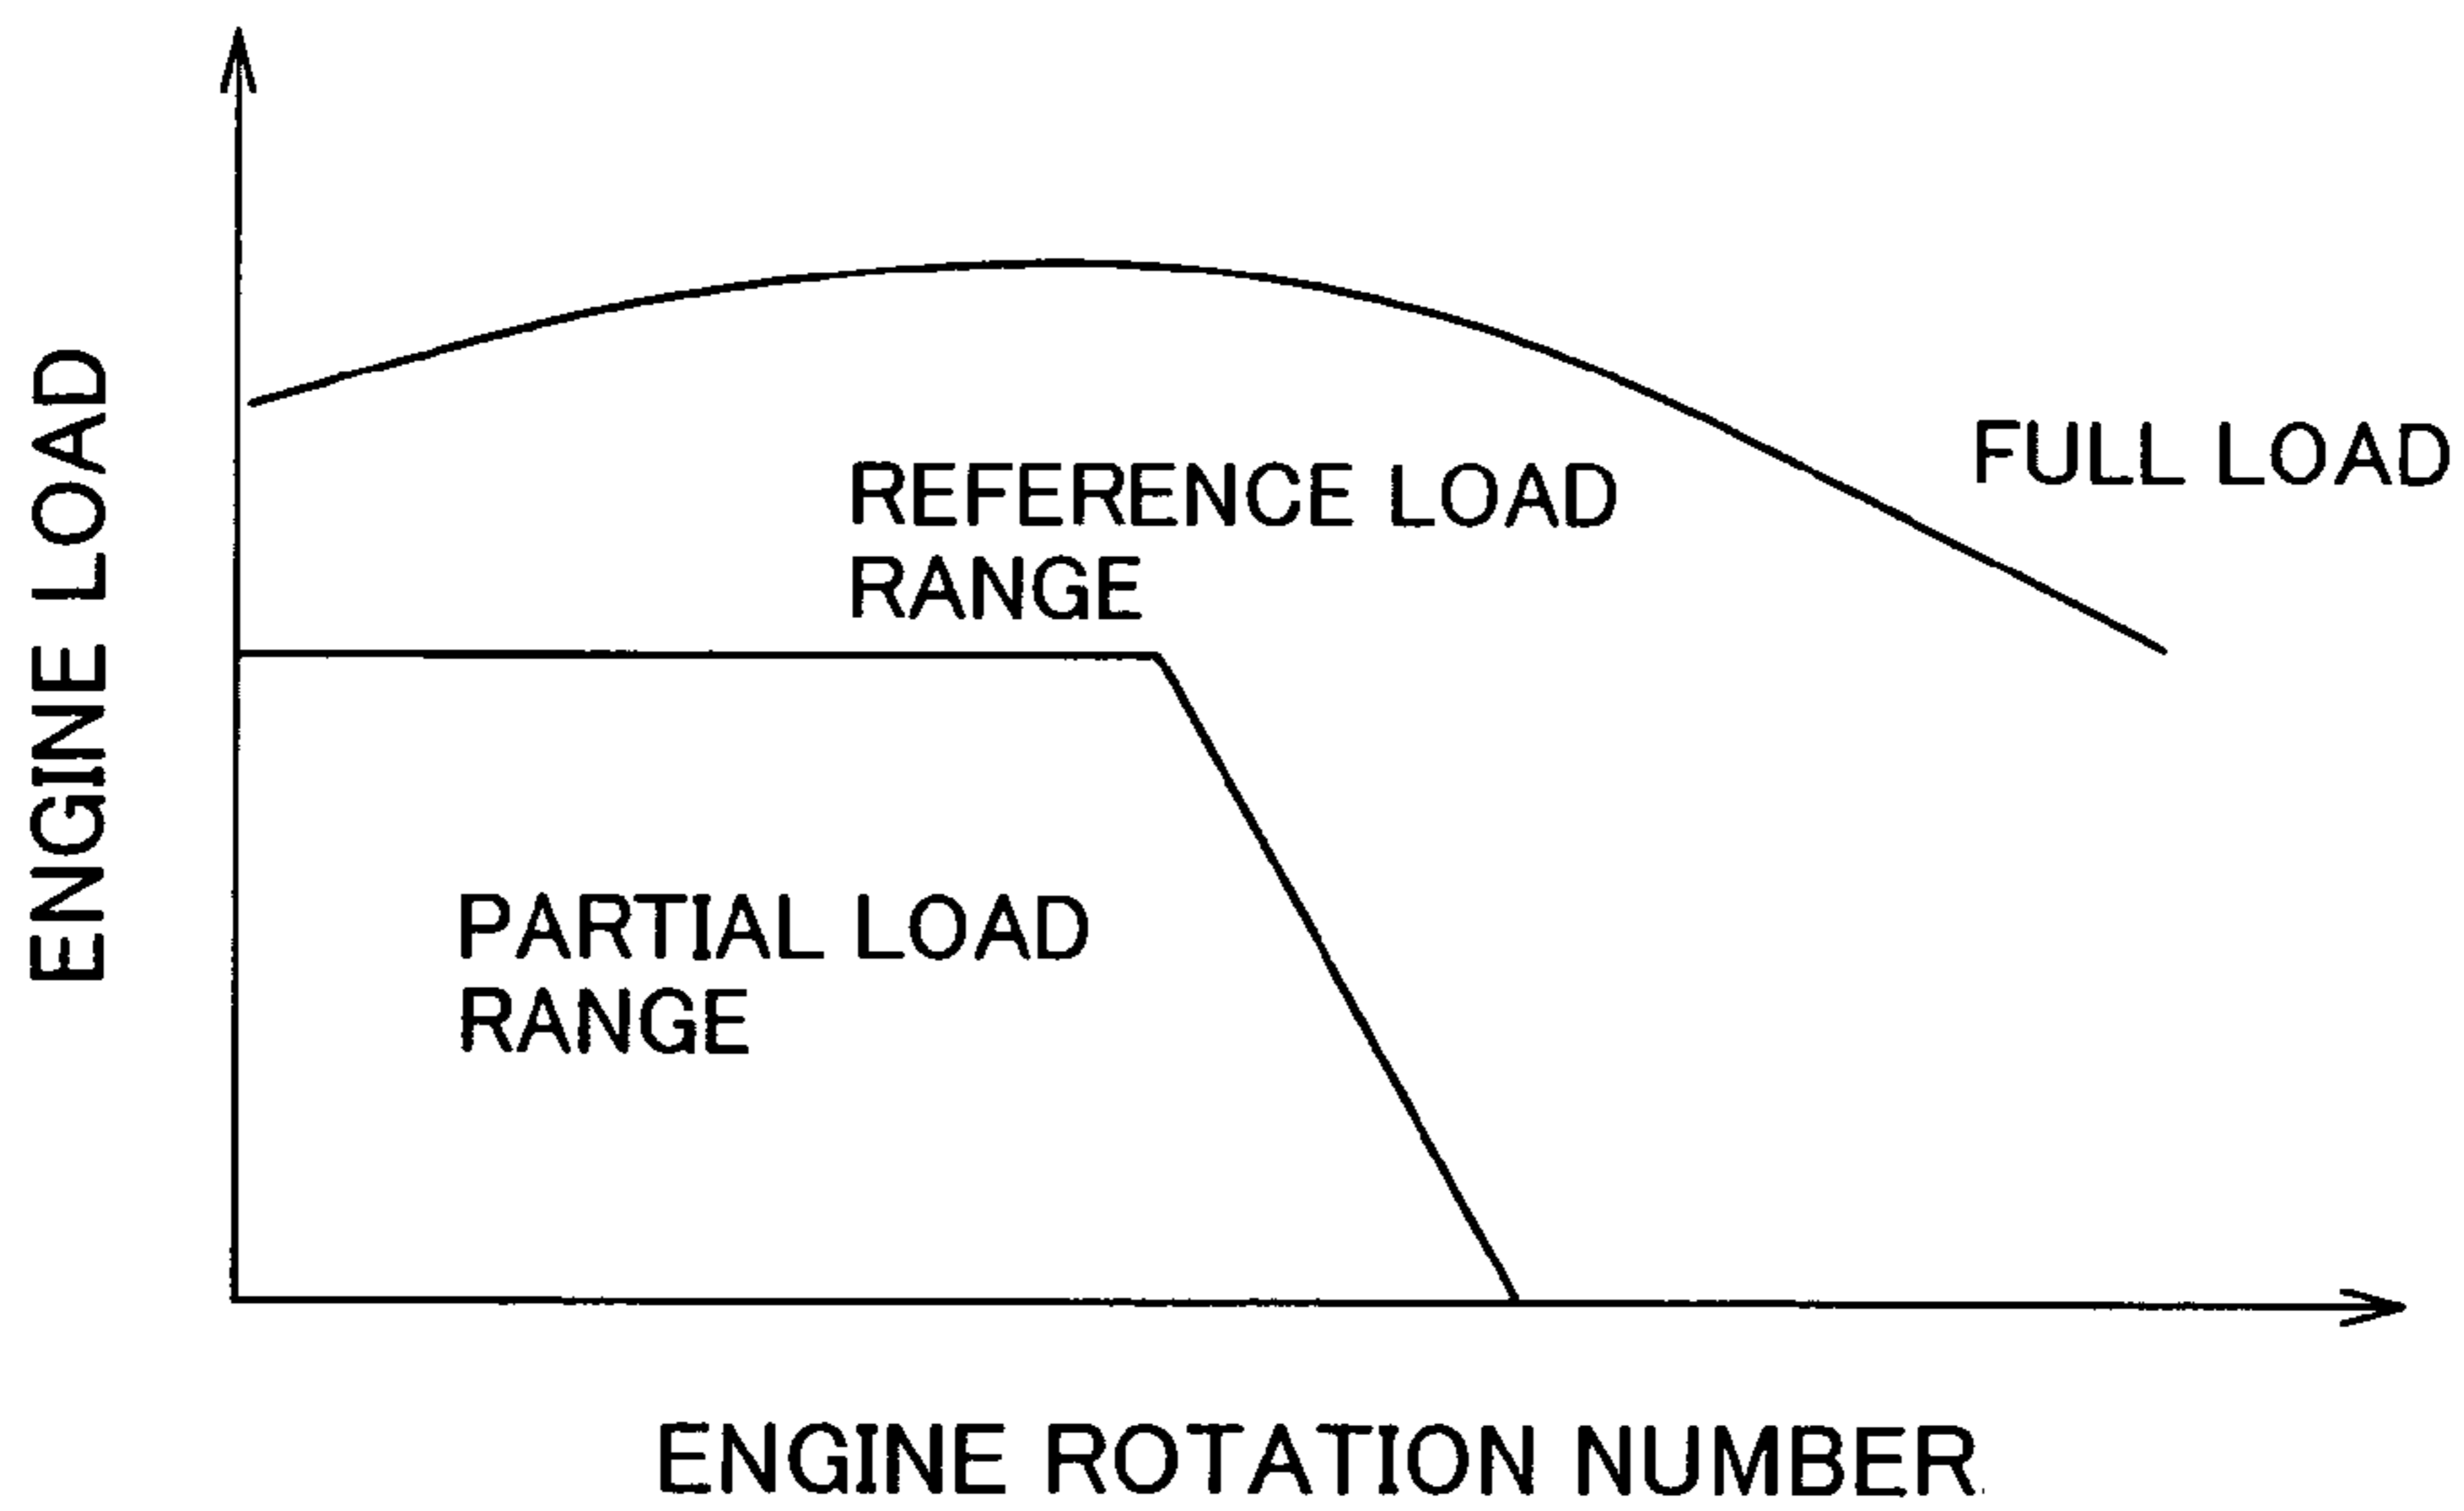 ENGINE LOAD
FULL LOAD
REFERENCE LOAD
RANGE
PARTIAL LOAD
RANGE
ENGINE ROTATION NUMBER